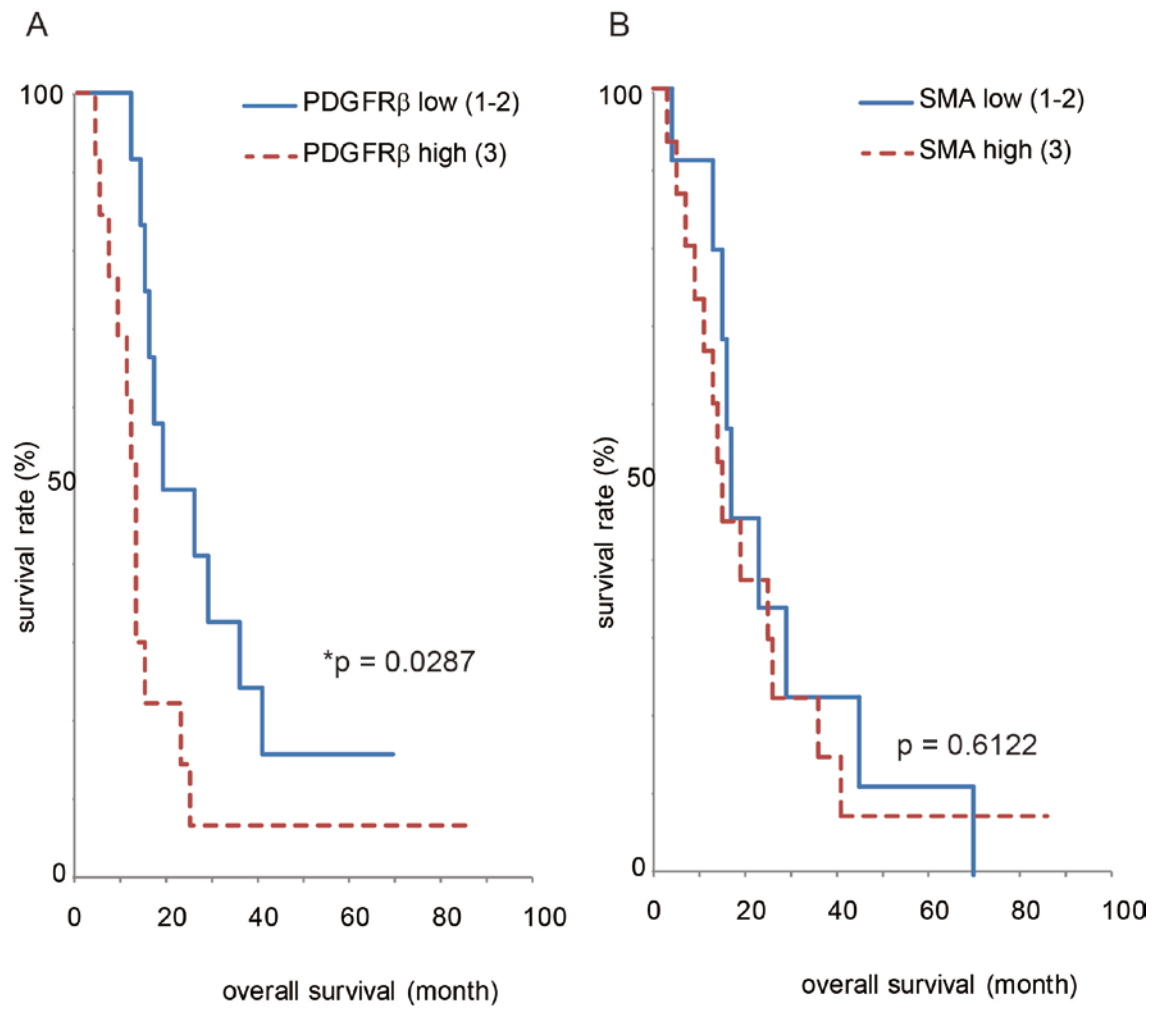 A
100
PDGFRβ low (1-2)
PDGFRβ high (3)
50
survival rate (%)
*p = 0.0287
0
0 20 40 60 80 100
overall survival (month)
B
100
SMA low (1-2)
SMA high (3)
50
survival rate (%)
p = 0.6122
0
0 20 40 60 80 100
overall survival (month)